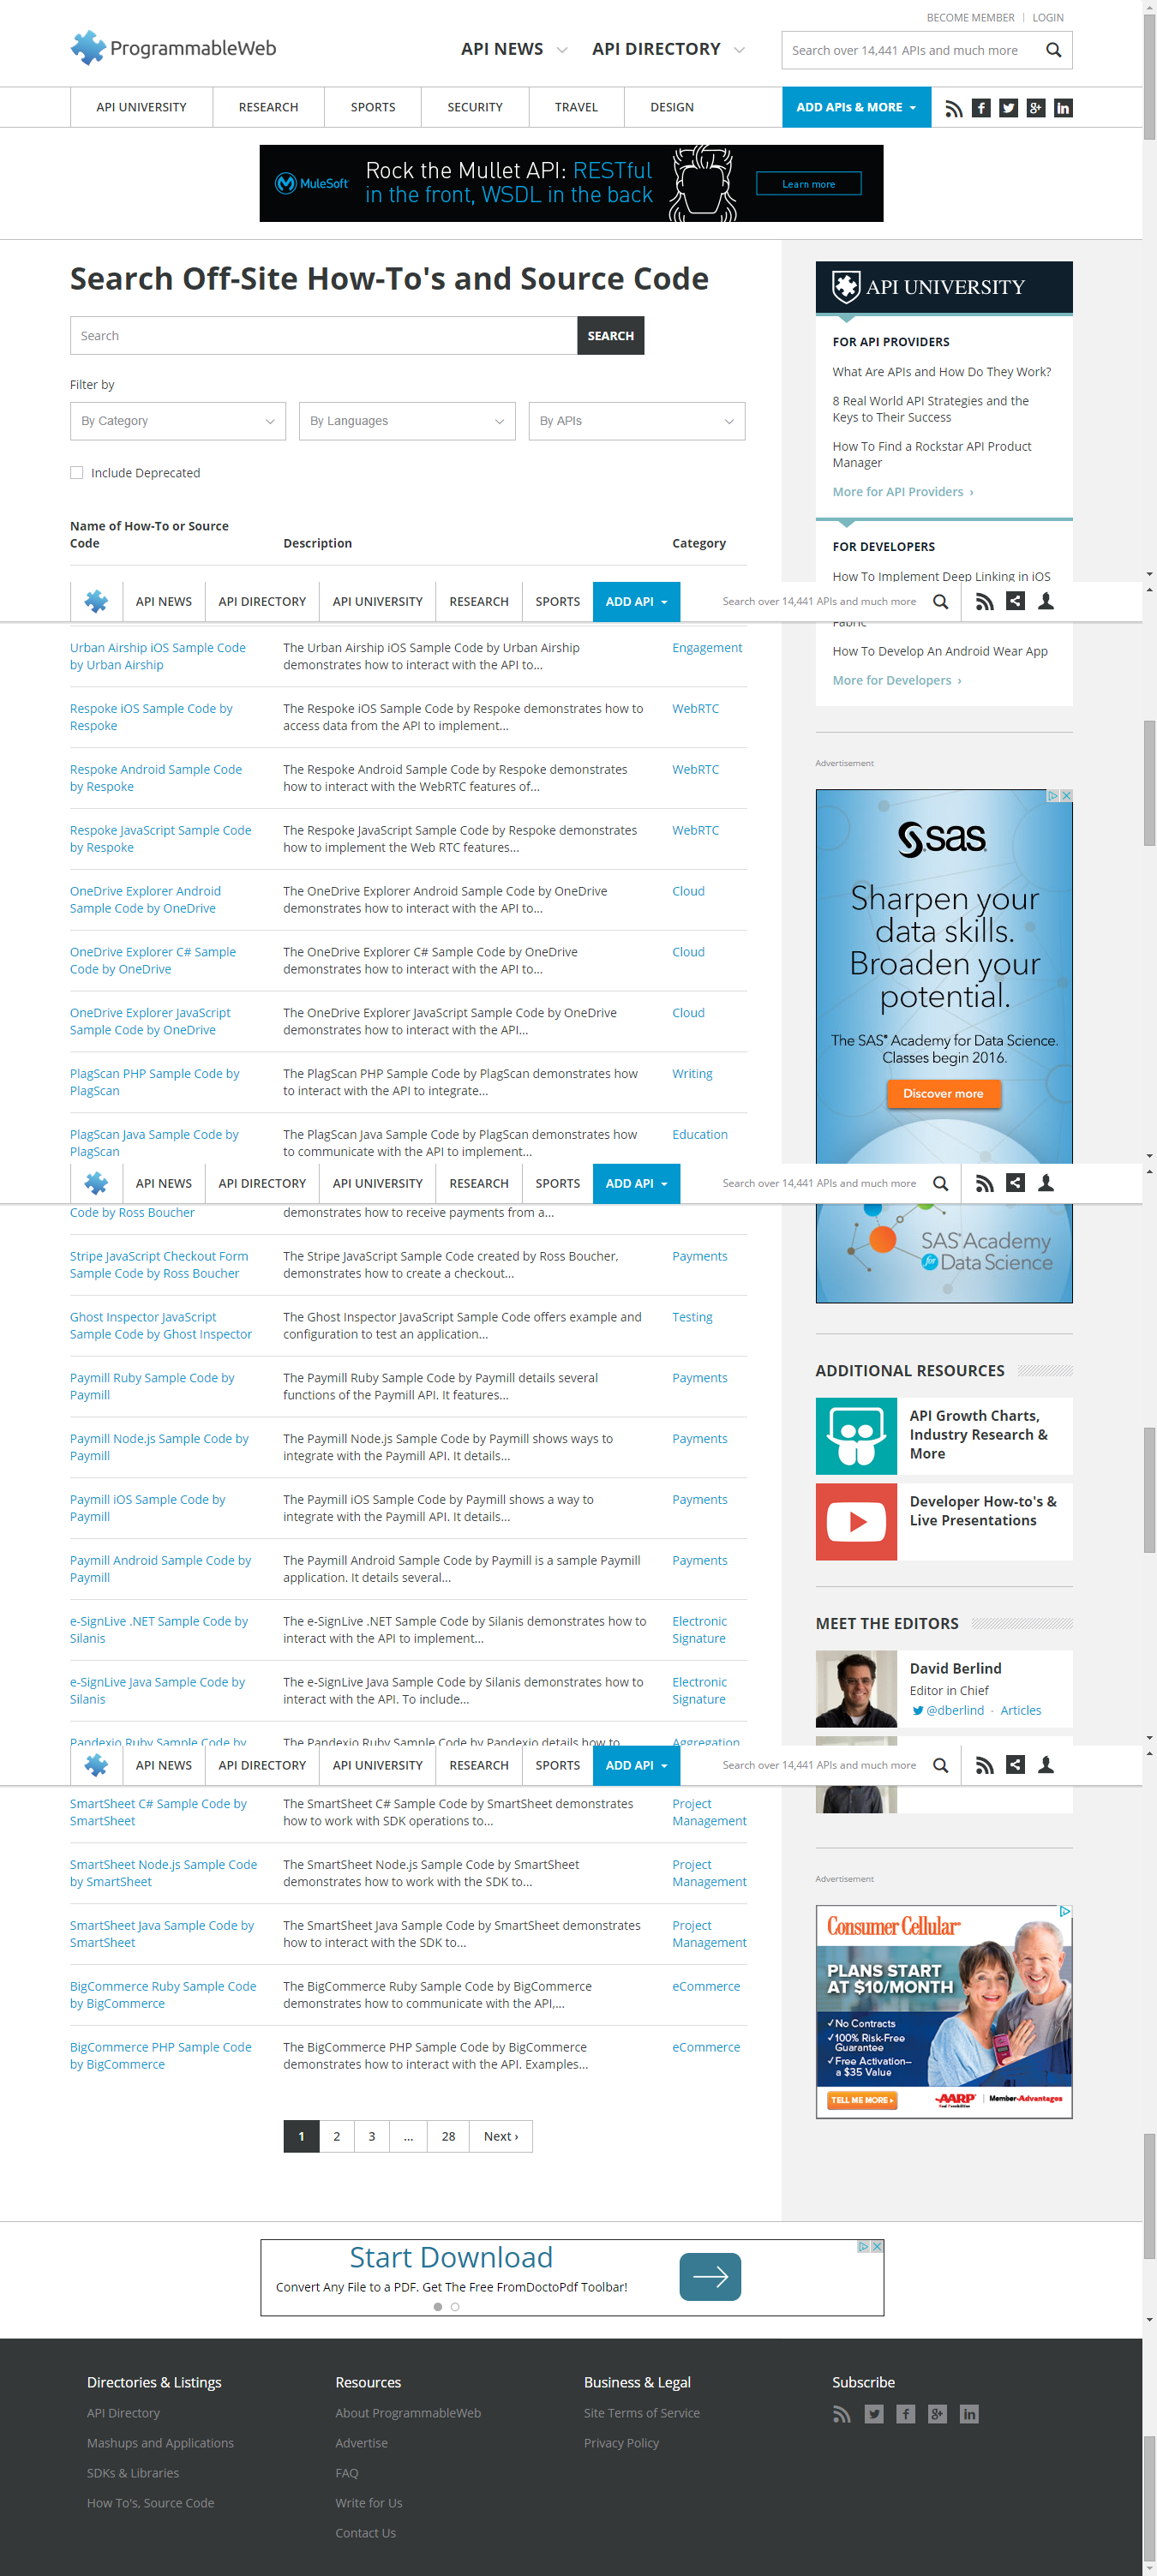 BECOME MEMBER | LOGIN
ProgrammableWeb
API NEWS
API DIRECTORY
Search over 14,441 APIs and much more
API UNIVERSITY
RESEARCH
SPORTS
SECURITY
TRAVEL
DESIGN
ADD APIs & MORE
MuleSoft
Rock the Mullet API: RESTful
in the front, WSDL in the back
Learn more
Search Off-Site How-To's and Source Code
Search
SEARCH
Filter by
By Category
By Languages
By APIs
Include Deprecated
Name of How-To or Source
Code
Description
Category
API UNIVERSITY
FOR API PROVIDERS
What Are APIs and How Do They Work?
8 Real World API Strategies and the
Keys to Their Success
How To Find a Rockstar API Product
Manager
More for API Providers ›
FOR DEVELOPERS
How To Implement Deep Linking in iOS
API NEWS
API DIRECTORY
API UNIVERSITY
RESEARCH
SPORTS
ADD API
Search over 14,441 APIs and much more
Fabric
How To Develop An Android Wear App
More for Developers ›
Urban Airship iOS Sample Code
by Urban Airship
The Urban Airship iOS Sample Code by Urban Airship
demonstrates how to interact with the API to...
Engagement
Respoke iOS Sample Code by
Respoke
The Respoke iOS Sample Code by Respoke demonstrates how to
access data from the API to implement...
WebRTC
Respoke Android Sample Code
by Respoke
The Respoke Android Sample Code by Respoke demonstrates
how to interact with the WebRTC features of...
WebRTC
Respoke JavaScript Sample Code
by Respoke
The Respoke JavaScript Sample Code by Respoke demonstrates
how to implement the Web RTC features...
WebRTC
OneDrive Explorer Android
Sample Code by OneDrive
The OneDrive Explorer Android Sample Code by OneDrive
demonstrates how to interact with the API to...
Cloud
OneDrive Explorer C# Sample
Code by OneDrive
The OneDrive Explorer C# Sample Code by OneDrive
demonstrates how to interact with the API to...
Cloud
OneDrive Explorer JavaScript
Sample Code by OneDrive
The OneDrive Explorer JavaScript Sample Code by OneDrive
demonstrates how to interact with the API...
Cloud
PlagScan PHP Sample Code by
PlagScan
The PlagScan PHP Sample Code by PlagScan demonstrates how
to interact with the API to integrate...
Writing
PlagScan Java Sample Code by
PlagScan
The PlagScan Java Sample Code by PlagScan demonstrates how
to communicate with the API to implement...
Education
Advertisement
sas
Sharpen your
data skills.
Broaden your
potential.
The SAS® Academy for Data Science.
Classes begin 2016.
Discover more
API NEWS
API DIRECTORY
API UNIVERSITY
RESEARCH
SPORTS
ADD API
Search over 14,441 APIs and much more
Code by Ross Boucher
demonstrates how to receive payments from a...
Stripe JavaScript Checkout Form
Sample Code by Ross Boucher
The Stripe JavaScript Sample Code created by Ross Boucher,
demonstrates how to create a checkout...
Payments
Ghost Inspector JavaScript
Sample Code by Ghost Inspector
The Ghost Inspector JavaScript Sample Code offers example and
configuration to test an application...
Testing
Paymill Ruby Sample Code by
Paymill
The Paymill Ruby Sample Code by Paymill details several
functions of the Paymill API. It features...
Payments
Paymill Node.js Sample Code by
Paymill
The Paymill Node.js Sample Code by Paymill shows ways to
integrate with the Paymill API. It details...
Payments
Paymill iOS Sample Code by
Paymill
The Paymill iOS Sample Code by Paymill shows a way to
integrate with the Paymill API. It details...
Payments
Paymill Android Sample Code by
Paymill
The Paymill Android Sample Code by Paymill is a sample Paymill
application. It details several...
Payments
e-SignLive .NET Sample Code by
Silanis
The e-SignLive .NET Sample Code by Silanis demonstrates how to
interact with the API to implement...
Electronic
Signature
e-SignLive Java Sample Code by
Silanis
The e-SignLive Java Sample Code by Silanis demonstrates how to
interact with the API. To include...
Electronic
Signature
Pandexio Ruby Sample Code by
The Pandexio Ruby Sample Code by Pandexio details how to
Aggregation
SAS® Academy
for Data Science
ADDITIONAL RESOURCES
API Growth Charts,
Industry Research &
More
Developer How-to's &
Live Presentations
MEET THE EDITORS
David Berlind
Editor in Chief
@dberlind · Articles
API NEWS
API DIRECTORY
API UNIVERSITY
RESEARCH
SPORTS
ADD API
Search over 14,441 APIs and much more
SmartSheet C# Sample Code by
SmartSheet
The SmartSheet C# Sample Code by SmartSheet demonstrates
how to work with SDK operations to...
Project
Management
SmartSheet Node.js Sample Code
by SmartSheet
The SmartSheet Node.js Sample Code by SmartSheet
demonstrates how to work with the SDK to...
Project
Management
SmartSheet Java Sample Code by
SmartSheet
The SmartSheet Java Sample Code by SmartSheet demonstrates
how to interact with the SDK to...
Project
Management
BigCommerce Ruby Sample Code
by BigCommerce
The BigCommerce Ruby Sample Code by BigCommerce
demonstrates how to communicate with the API,...
eCommerce
BigCommerce PHP Sample Code
by BigCommerce
The BigCommerce PHP Sample Code by BigCommerce
demonstrates how to interact with the API. Examples...
eCommerce
Advertisement
Consumer Cellular
PLANS START
AT $10/MONTH
✓No Contracts
✓100% Risk-Free
Guarantee
✓Free Activation–
a $35 Value
TELL ME MORE
AARP
Member Advantages
1
2
3
...
28
Next ›
Start Download
Convert Any File to a PDF. Get The Free FromDoctoPdf Toolbar!
Directories & Listings
API Directory
Mashups and Applications
SDKs & Libraries
How To's, Source Code
Resources
About ProgrammableWeb
Advertise
FAQ
Write for Us
Contact Us
Business & Legal
Site Terms of Service
Privacy Policy
Subscribe